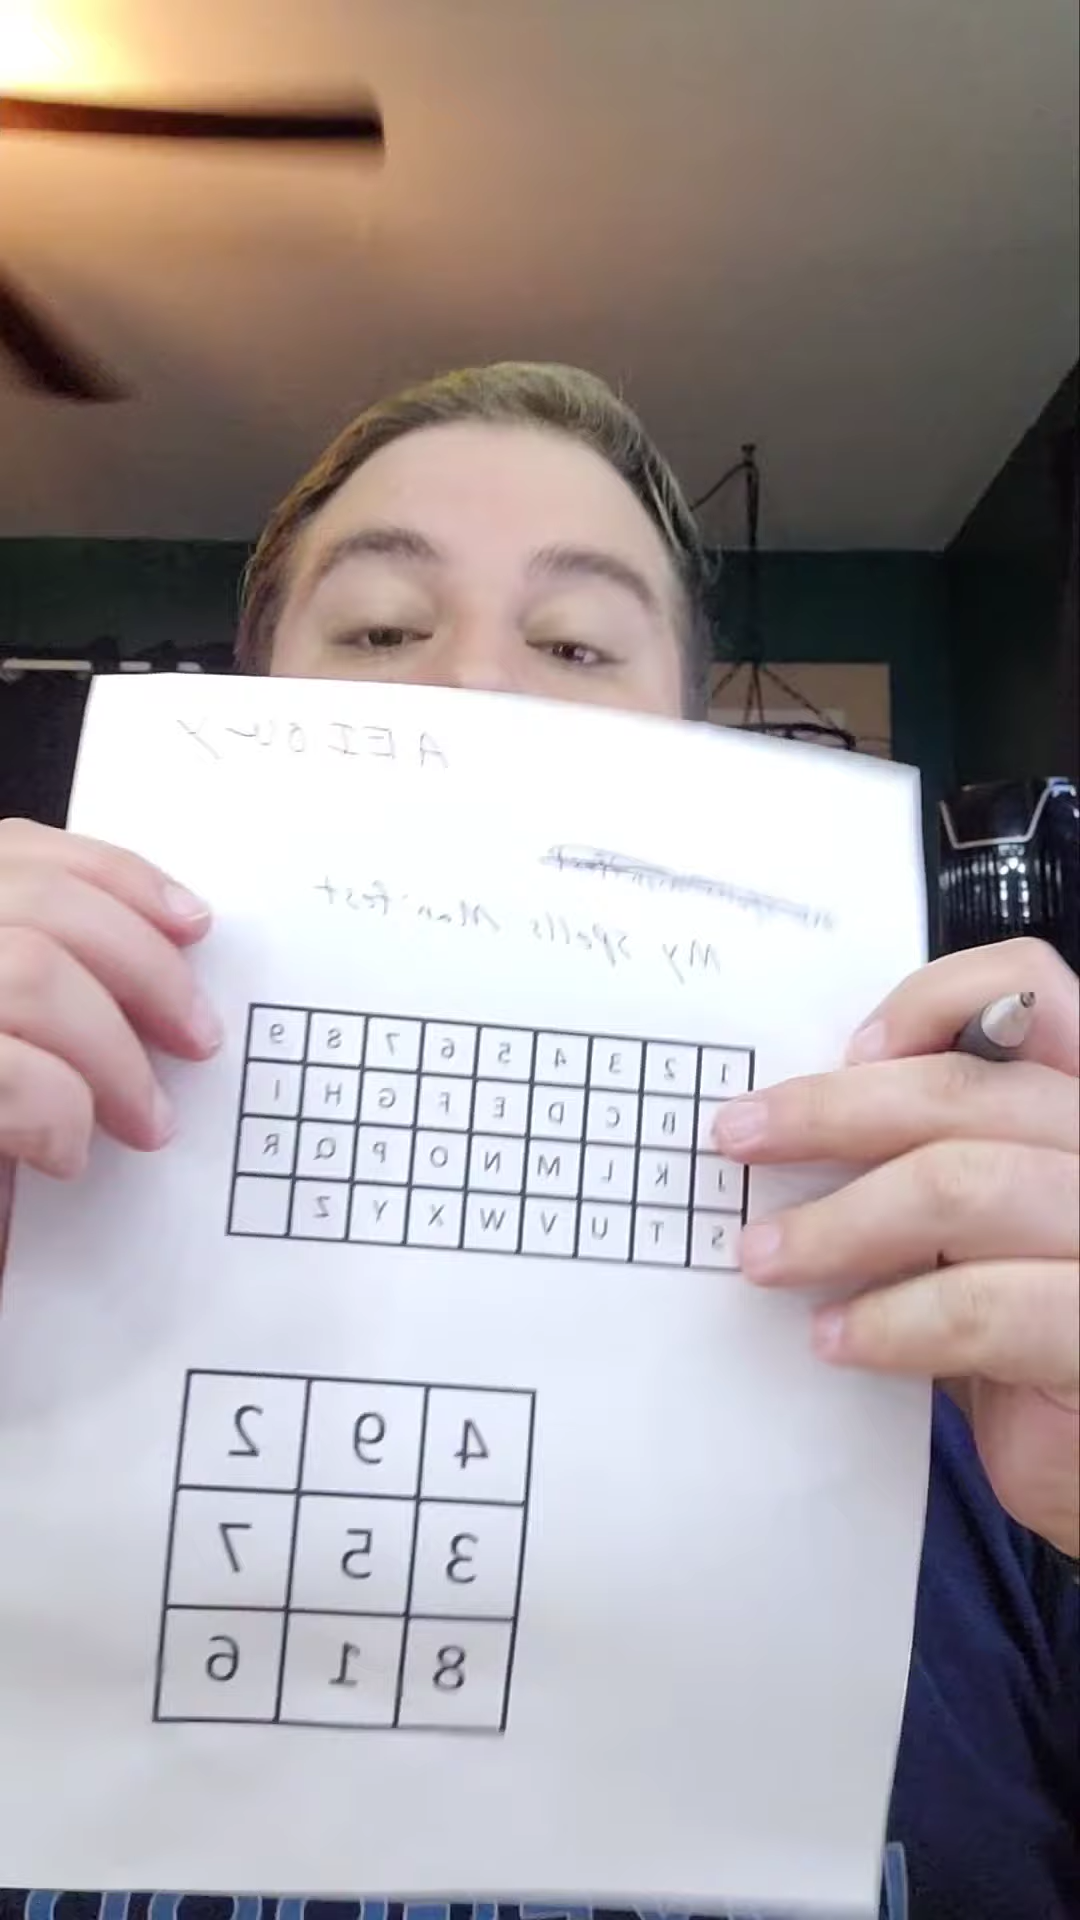 AEIOUY
My Spells Manifest
1 2 3 4 5 6 7 8 9
B C D E F G H I
J K L M N O P Q R
S T U V W X Y Z
4 9 2
3 5 7
8 1 6